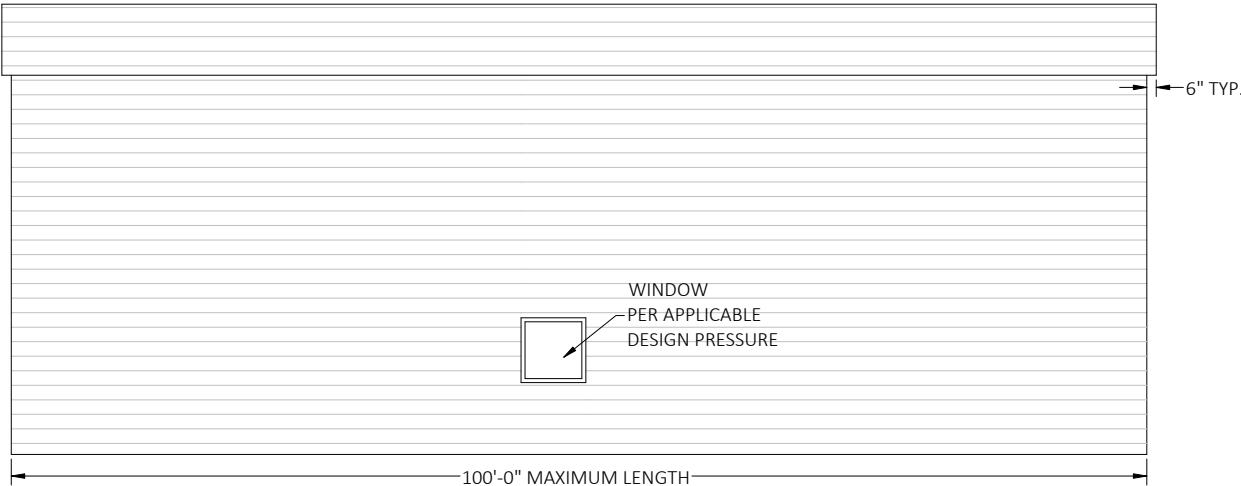 6" TYP.
WINDOW
PER APPLICABLE
DESIGN PRESSURE
100'-0" MAXIMUM LENGTH